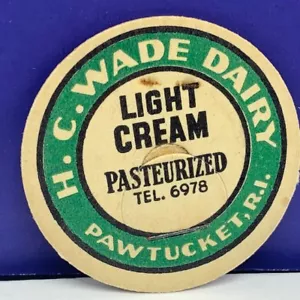 H. C. WADE DAIRY
LIGHT
CREAM
PASTEURIZED
TEL. 6978
PAWTUCKET, R.I.